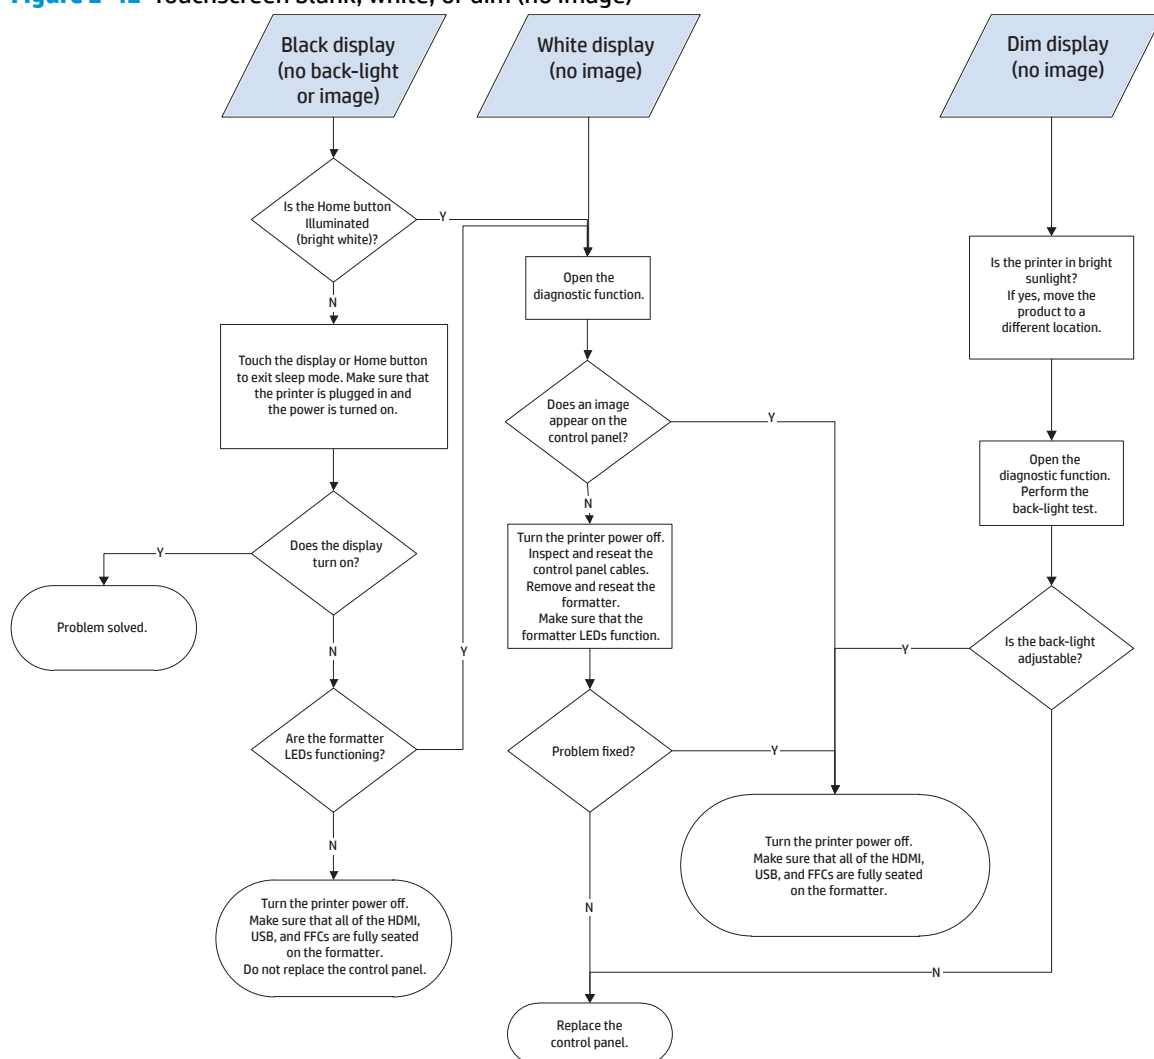 Figure 2-42 Touchscreen blank, white, or dim (no image)
Black display
(no back-light
or image)
White display
(no image)
Dim display
(no image)
Is the Home button
Illuminated
(bright white)?
Y
N
Touch the display or Home button
to exit sleep mode. Make sure that
the printer is plugged in and
the power is turned on.
Does the display
turn on?
Y
Problem solved.
N
Are the formatter
LEDs functioning?
Y
N
Turn the printer power off.
Make sure that all of the HDMI,
USB, and FFCs are fully seated
on the formatter.
Do not replace the control panel.
Open the
diagnostic function.
Does an image
appear on the
control panel?
Y
N
Turn the printer power off.
Inspect and reseat the
control panel cables.
Remove and reseat the
formatter.
Make sure that the
formatter LEDs function.
Problem fixed?
Y
N
Turn the printer power off.
Make sure that all of the HDMI,
USB, and FFCs are fully seated
on the formatter.
Replace the
control panel.
Is the printer in bright
sunlight?
If yes, move the
product to a
different location.
Open the
diagnostic function.
Perform the
back-light test.
Is the back-light
adjustable?
Y
N